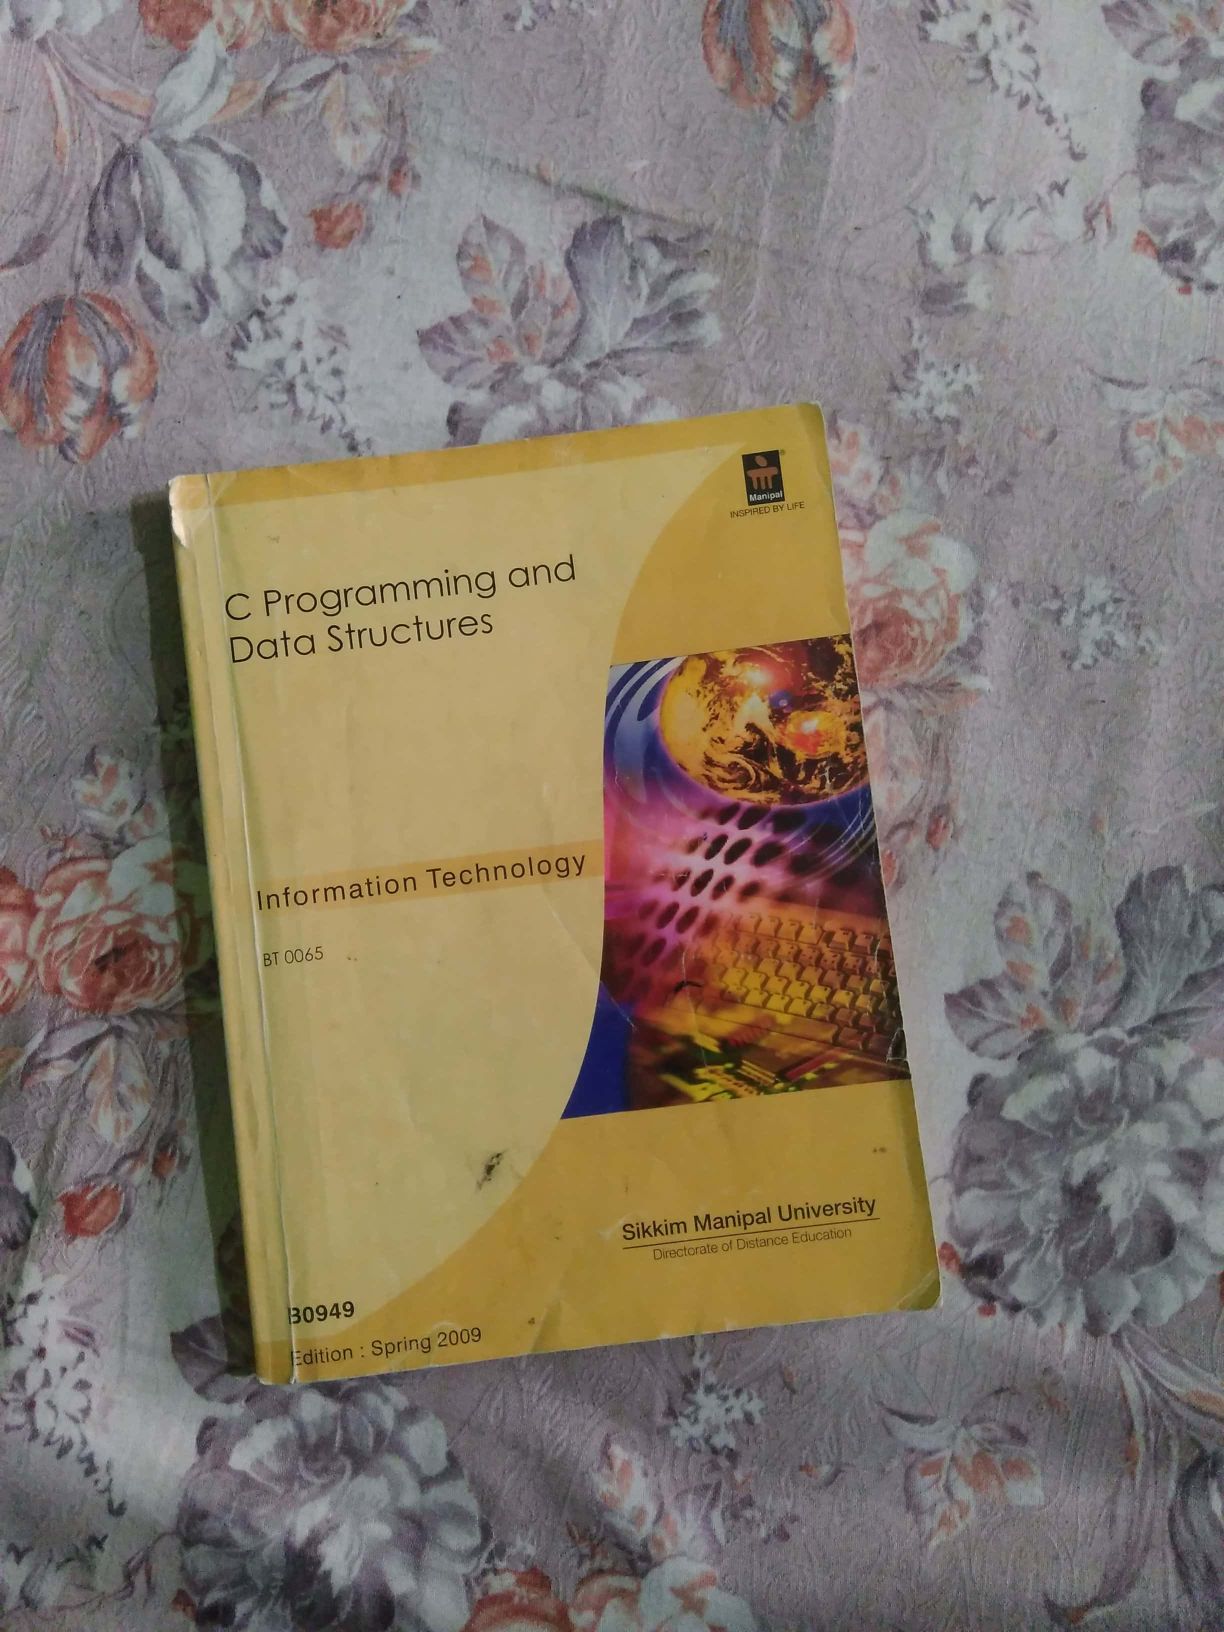 Manipal
INSPIRED BY LIFE
C Programming and
Data Structures
Information Technology
BT 0065
Sikkim Manipal University
Directorate of Distance Education
B0949
Edition : Spring 2009